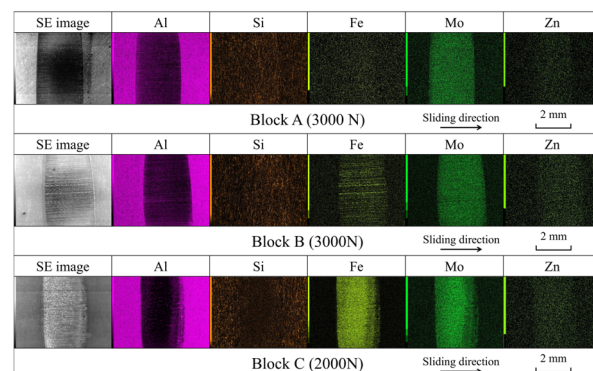 SE image Al Si Fe Mo Zn
Block A (3000 N) Sliding direction 2 mm
SE image Al Si Fe Mo Zn
Block B (3000N) Sliding direction 2 mm
SE image Al Si Fe Mo Zn
Block C (2000N) Sliding direction 2 mm